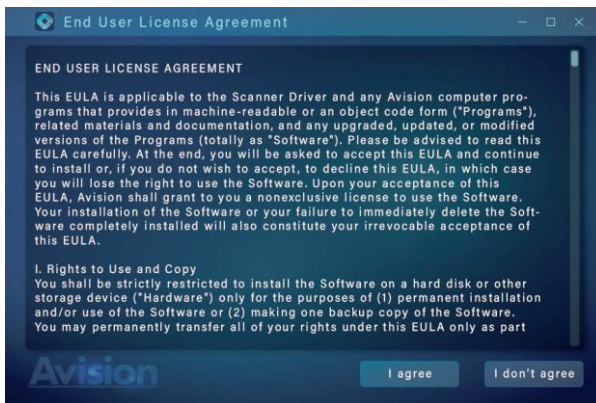 End User License Agreement
END USER LICENSE AGREEMENT
This EULA is applicable to the Scanner Driver and any Avision computer pro-
grams that provides in machine-readable or an object code form ("Programs"),
related materials and documentation, and any upgraded, updated, or modified
versions of the Programs (totally as "Software"). Please be advised to read this
EULA carefully. At the end, you will be asked to accept this EULA and continue
to install or, if you do not wish to accept, to decline this EULA, in which case
you will lose the right to use the Software. Upon your acceptance of this
EULA, Avision shall grant to you a nonexclusive license to use the Software.
Your installation of the Software or your failure to immediately delete the Soft-
ware completely installed will also constitute your irrevocable acceptance of
this EULA.
I. Rights to Use and Copy
You shall be strictly restricted to install the Software on a hard disk or other
storage device ("Hardware") only for the purposes of (1) permanent installation
and/or use of the Software or (2) making one backup copy of the Software.
You may permanently transfer all of your rights under this EULA only as part
Avision
I agree
I don't agree